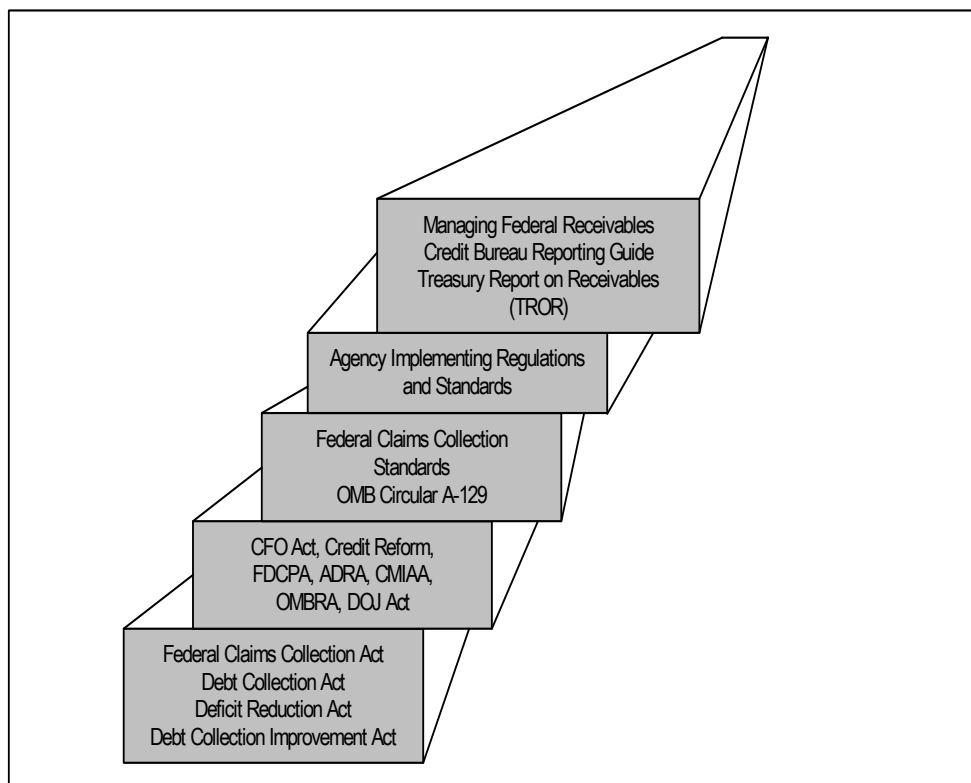 Managing Federal Receivables
Credit Bureau Reporting Guide
Treasury Report on Receivables
(TROR)
Agency Implementing Regulations
and Standards
Federal Claims Collection
Standards
OMB Circular A-129
CFO Act, Credit Reform,
FDCPA, ADRA, CMIAA,
OMBRA, DOJ Act
Federal Claims Collection Act
Debt Collection Act
Deficit Reduction Act
Debt Collection Improvement Act